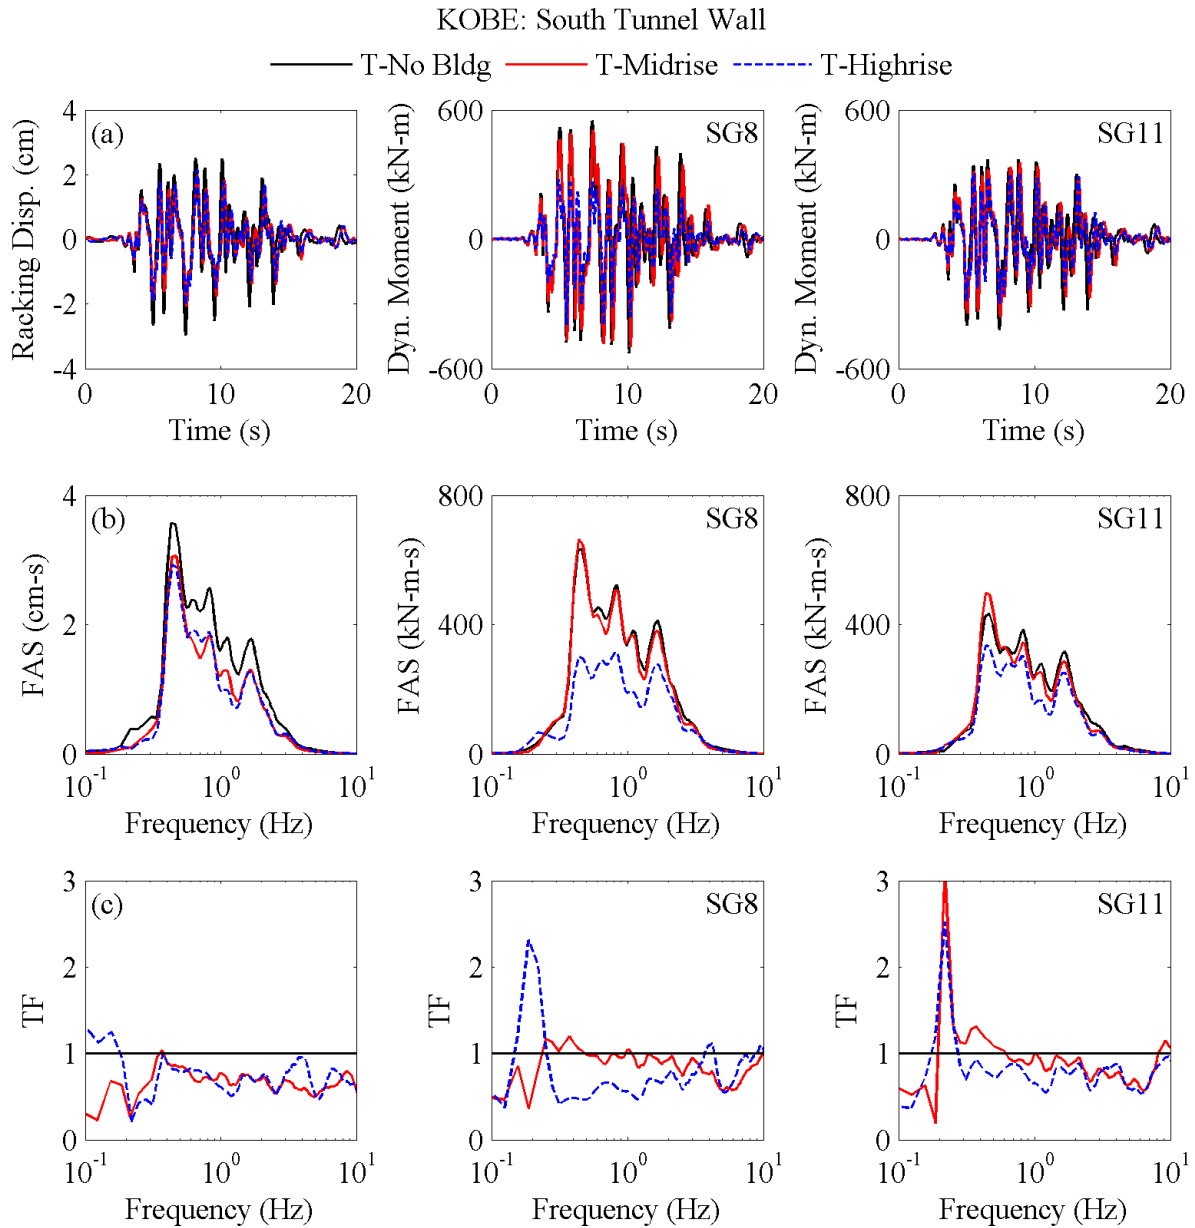 KOBE: South Tunnel Wall
T-No Bldg T-Midrise T-Highrise
(a)
Racking Disp. (cm)
4
2
0
-2
-4
0 10 20
Time (s)
SG8
Dyn. Moment (kN-m)
600
0
-600
0 10 20
Time (s)
SG11
Dyn. Moment (kN-m)
600
0
-600
0 10 20
Time (s)
(b)
FAS (cm-s)
4
2
0
10-1 100 101
Frequency (Hz)
SG8
FAS (kN-m-s)
800
400
0
10-1 100 101
Frequency (Hz)
SG11
FAS (kN-m-s)
800
400
0
10-1 100 101
Frequency (Hz)
(c)
TF
3
2
1
0
10-1 100 101
Frequency (Hz)
SG8
TF
3
2
1
0
10-1 100 101
Frequency (Hz)
SG11
TF
3
2
1
0
10-1 100 101
Frequency (Hz)